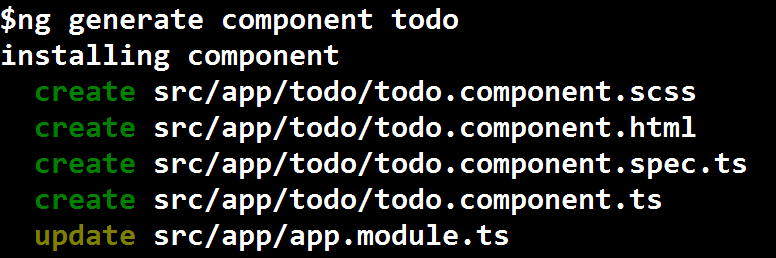 $ng generate component todo
installing component
create src/app/todo/todo.component.scss
create src/app/todo/todo.component.html
create src/app/todo/todo.component.spec.ts
create src/app/todo/todo.component.ts
update src/app/app.module.ts